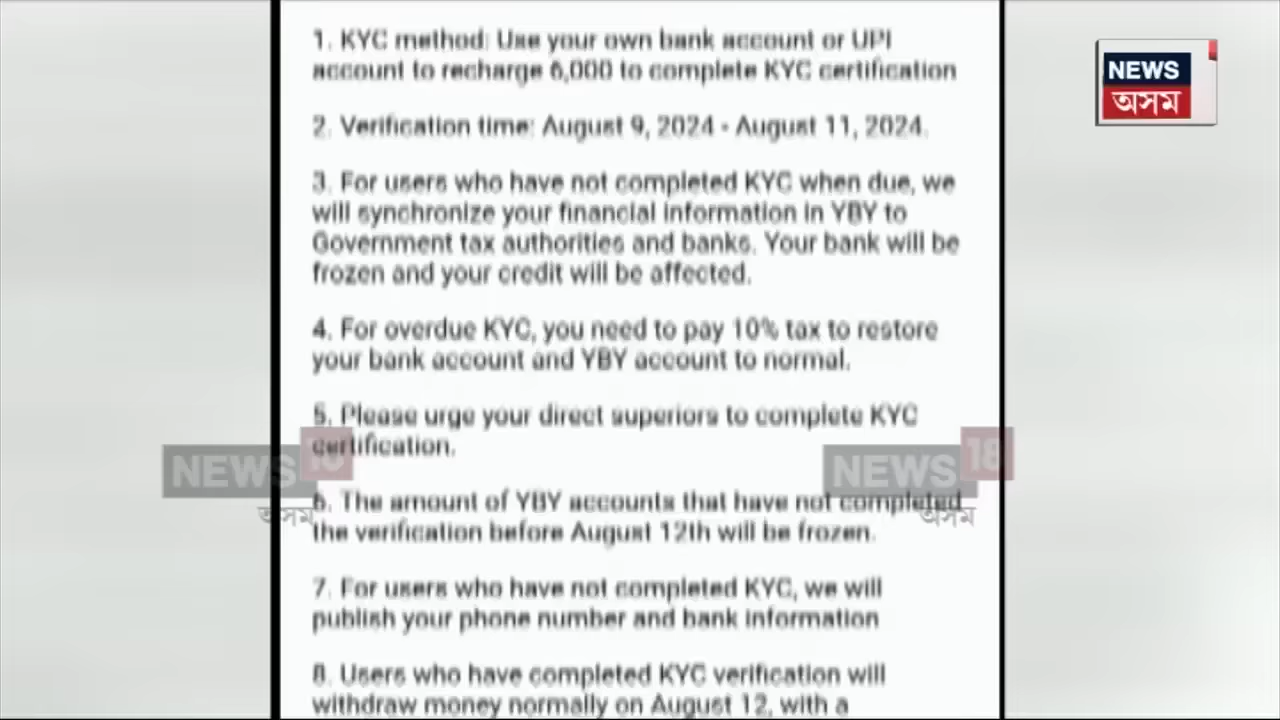 1. KYC method: Use your own bank account or UPI
account to recharge 6,000 to complete KYC certification
2. Verification time: August 9, 2024 - August 11, 2024.
3. For users who have not completed KYC when due, we
will synchronize your financial information in YBY to
Government tax authorities and banks. Your bank will be
frozen and your credit will be affected.
4. For overdue KYC, you need to pay 10% tax to restore
your bank account and YBY account to normal.
5. Please urge your direct superiors to complete KYC
certification.
6. The amount of YBY accounts that have not completed
the verification before August 12th will be frozen.
7. For users who have not completed KYC, we will
publish your phone number and bank information
8. Users who have completed KYC verification will
withdraw money normally on August 12, with a
NEWS
অসম
NEWS 18
অসম
NEWS 18
অসম